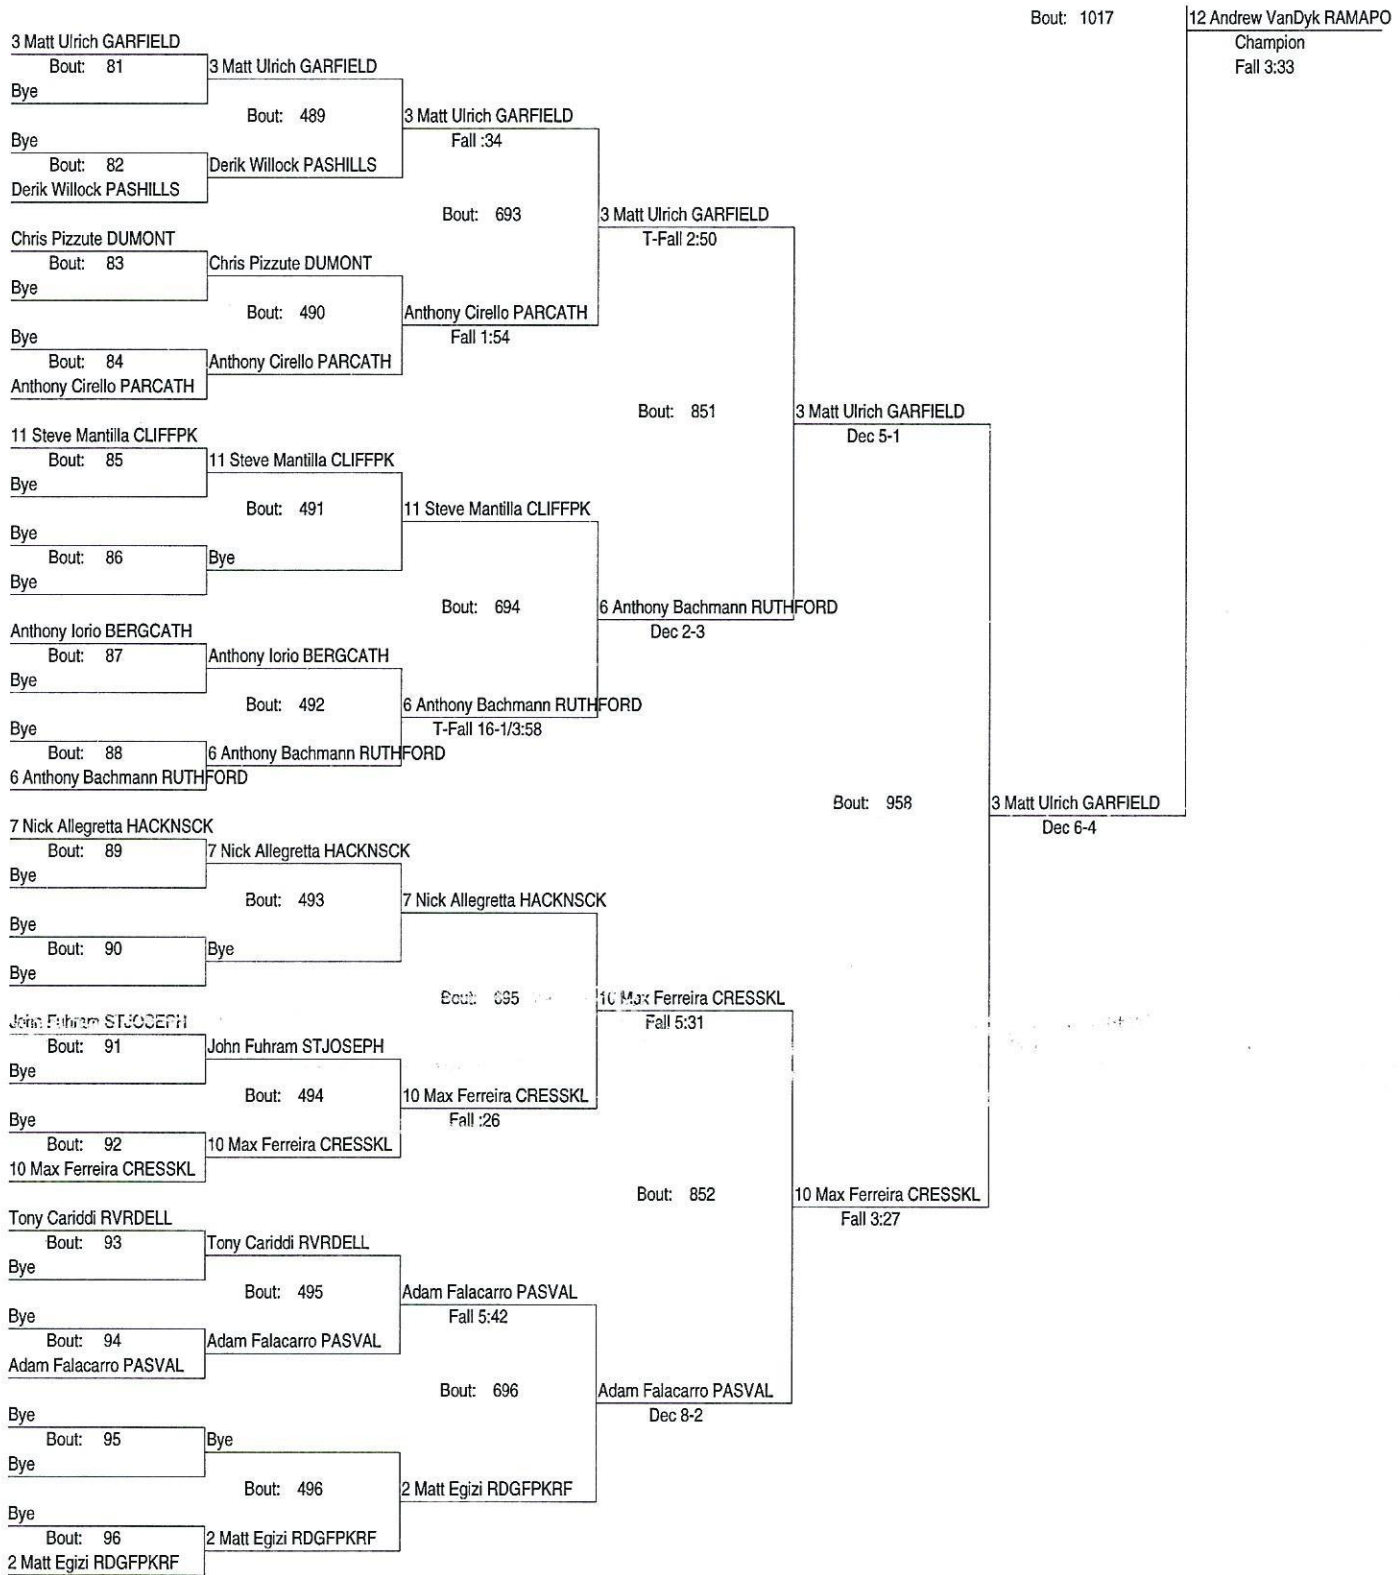 Bout: 1017
12 Andrew VanDyk RAMAPO
Champion
Fall 3:33
3 Matt Ulrich GARFIELD
Bout: 81
3 Matt Ulrich GARFIELD
Bye
Bout: 489
3 Matt Ulrich GARFIELD
Fall :34
Bye
Bout: 82
Derik Willock PASHILLS
Derik Willock PASHILLS
Bout: 693
3 Matt Ulrich GARFIELD
T-Fall 2:50
Chris Pizzute DUMONT
Bout: 83
Chris Pizzute DUMONT
Bye
Bout: 490
Anthony Cirello PARCATH
Fall 1:54
Bye
Bout: 84
Anthony Cirello PARCATH
Anthony Cirello PARCATH
Bout: 851
3 Matt Ulrich GARFIELD
Dec 5-1
11 Steve Mantilla CLIFFPK
Bout: 85
11 Steve Mantilla CLIFFPK
Bye
Bout: 491
11 Steve Mantilla CLIFFPK
Bye
Bout: 86
Bye
Bye
Bout: 694
6 Anthony Bachmann RUTHFORD
Dec 2-3
Anthony Iorio BERGCATH
Bout: 87
Anthony Iorio BERGCATH
Bye
Bout: 492
6 Anthony Bachmann RUTHFORD
T-Fall 16-1/3:58
Bye
Bout: 88
6 Anthony Bachmann RUTHFORD
6 Anthony Bachmann RUTHFORD
Bout: 958
3 Matt Ulrich GARFIELD
Dec 6-4
7 Nick Allegretta HACKNSCK
Bout: 89
7 Nick Allegretta HACKNSCK
Bye
Bout: 493
7 Nick Allegretta HACKNSCK
Bye
Bout: 90
Bye
Bye
Bout: 695
10 Max Ferreira CRESSKL
Fall 5:31
John Fuhram STJOSEPH
Bout: 91
John Fuhram STJOSEPH
Bye
Bout: 494
10 Max Ferreira CRESSKL
Fall :26
Bye
Bout: 92
10 Max Ferreira CRESSKL
10 Max Ferreira CRESSKL
Bout: 852
10 Max Ferreira CRESSKL
Fall 3:27
Tony Cariddi RVRDELL
Bout: 93
Tony Cariddi RVRDELL
Bye
Bout: 495
Adam Falacarro PASVAL
Fall 5:42
Bye
Bout: 94
Adam Falacarro PASVAL
Adam Falacarro PASVAL
Bout: 696
Adam Falacarro PASVAL
Dec 8-2
Bye
Bout: 95
Bye
Bye
Bout: 496
2 Matt Egizi RDGFPKRF
Bye
Bout: 96
2 Matt Egizi RDGFPKRF
2 Matt Egizi RDGFPKRF